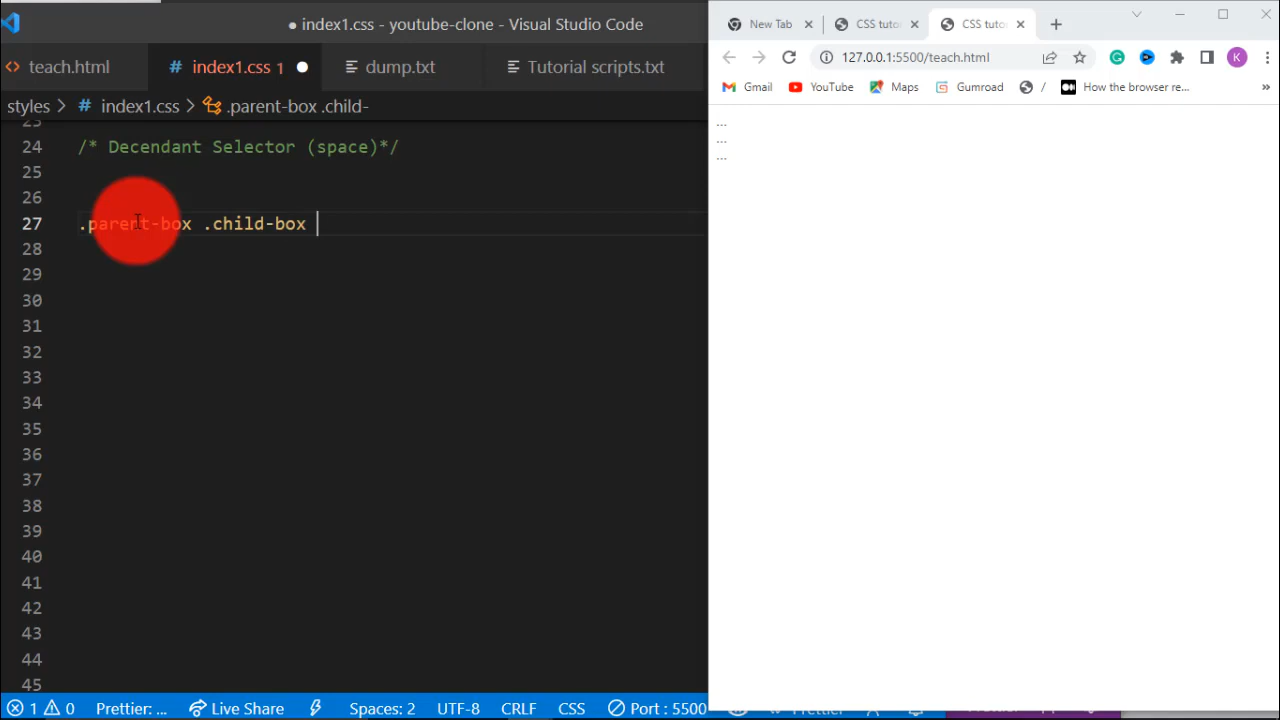 ● index1.css - youtube-clone - Visual Studio Code
teach.html
# index1.css 1 ●
dump.txt
Tutorial scripts.txt
styles > # index1.css > .parent-box .child-
23
24 /* Decendant Selector (space)*/
25
26
27 .parent-box .child-box
28
29
30
31
32
33
34
35
36
37
38
39
40
41
42
43
44
45
1 0 Prettier: ... Live Share Spaces: 2 UTF-8 CRLF CSS Port : 5500
New Tab
CSS tuto
CSS tuto
127.0.0.1:5500/teach.html
K
Gmail
YouTube
Maps
Gumroad
/
How the browser re...
»
...
...
...